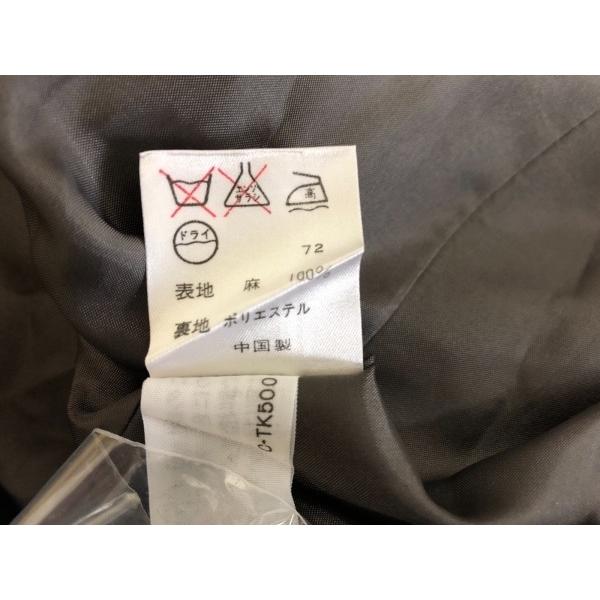 エンソ
サラシ
高
ドライ
72
表地 麻 100%
裏地 ポリエステル
中国製
C・TK500